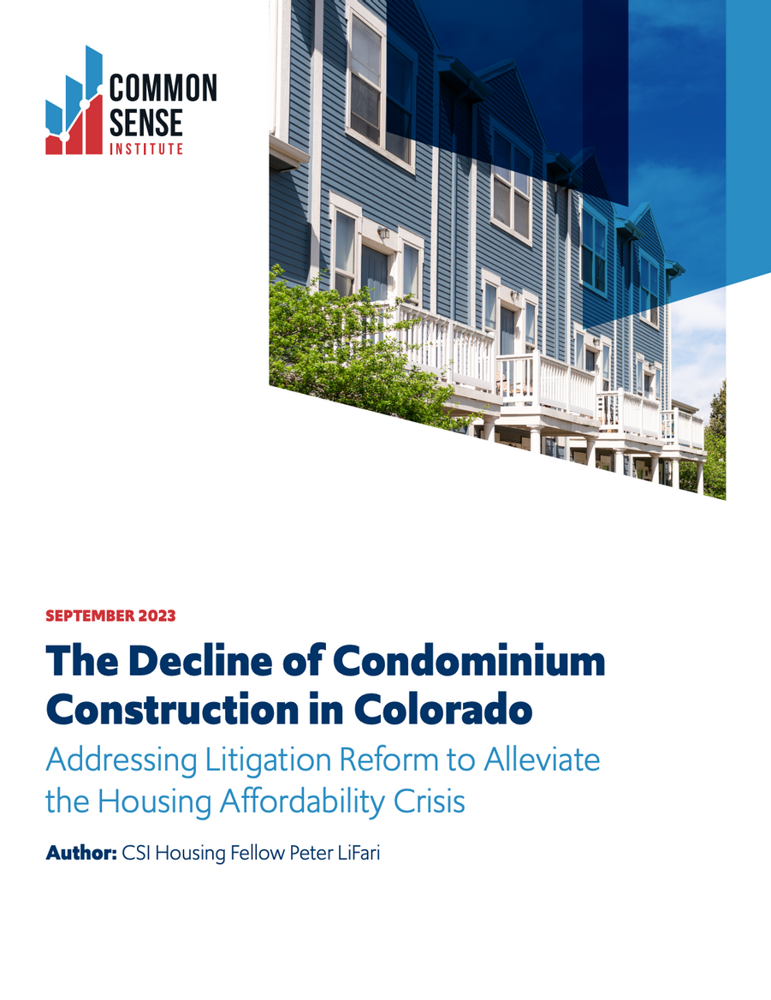 COMMON
SENSE
INSTITUTE
SEPTEMBER 2023
The Decline of Condominium
Construction in Colorado
Addressing Litigation Reform to Alleviate
the Housing Affordability Crisis
Author: CSI Housing Fellow Peter LiFari